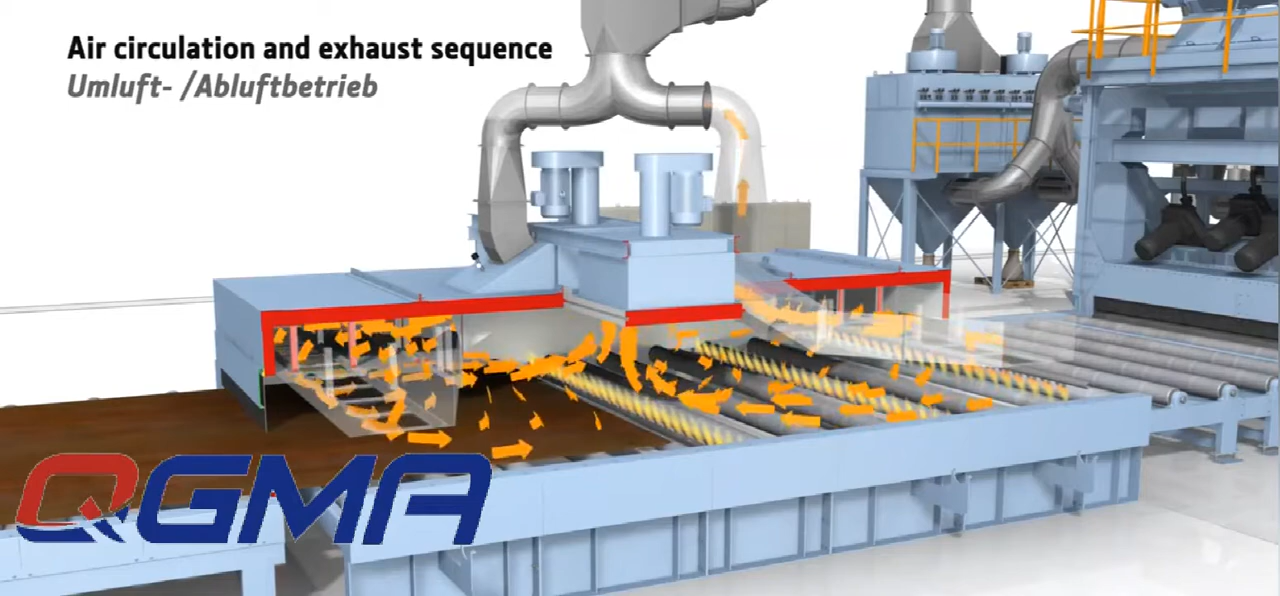 Air circulation and exhaust sequence
Umluft- /Abluftbetrieb
QGMA